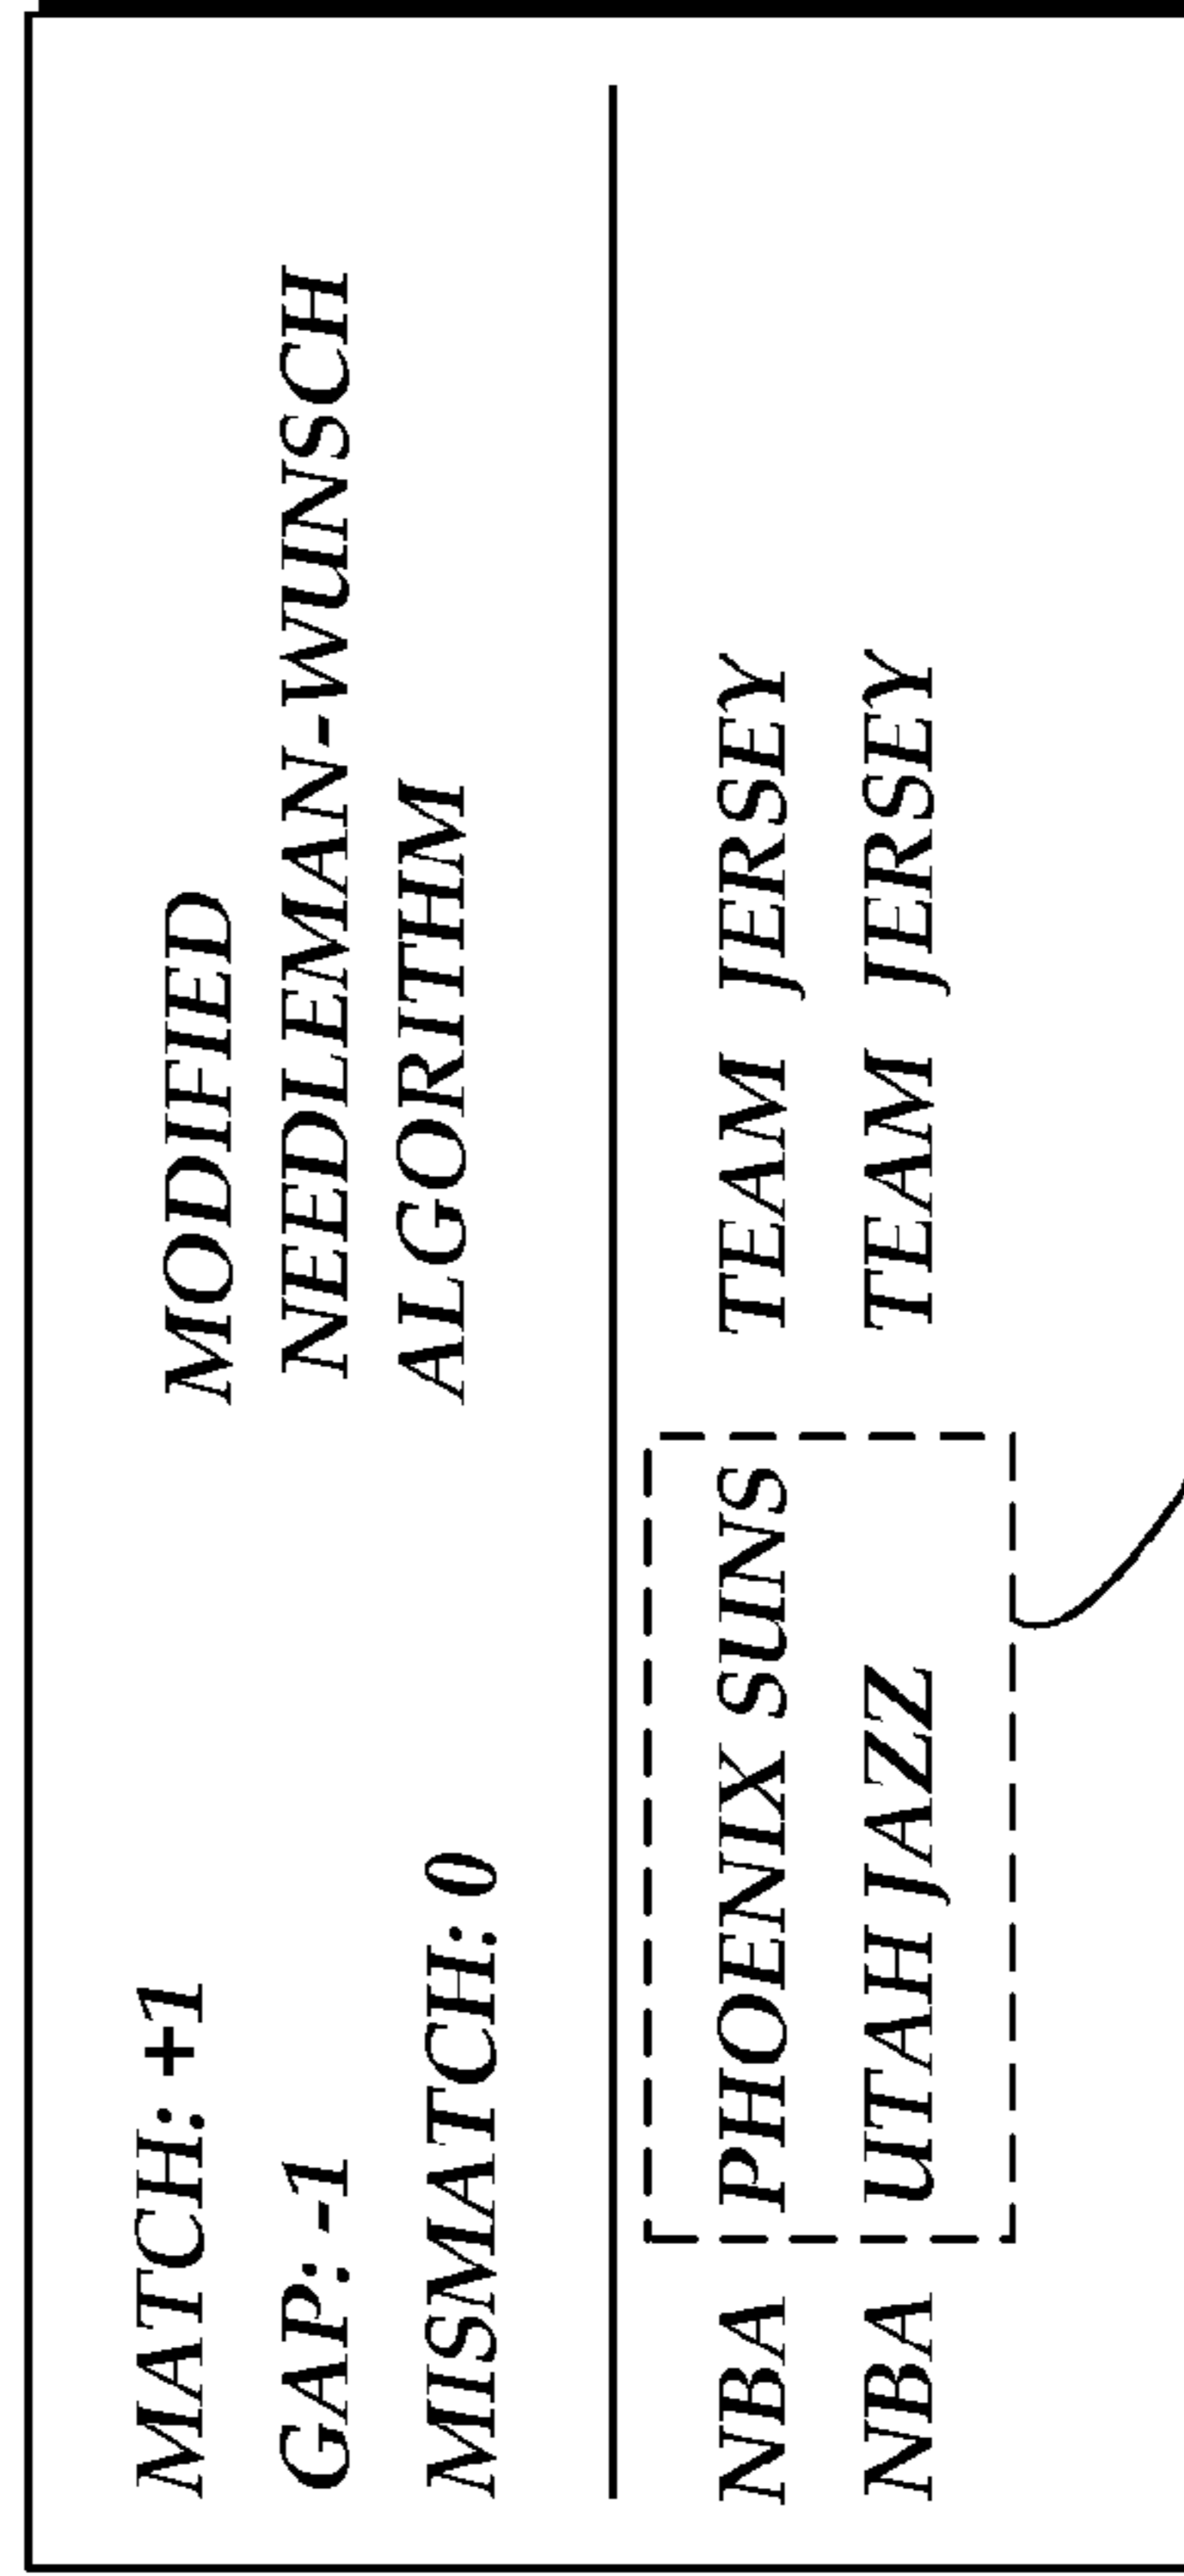 MATCH: +1
GAP: -1
MISMATCH: 0
MODIFIED
NEEDLEMAN-WUNSCH
ALGORITHM
NBA PHOENIX SUNS TEAM JERSEY
NBA UTAH JAZZ TEAM JERSEY